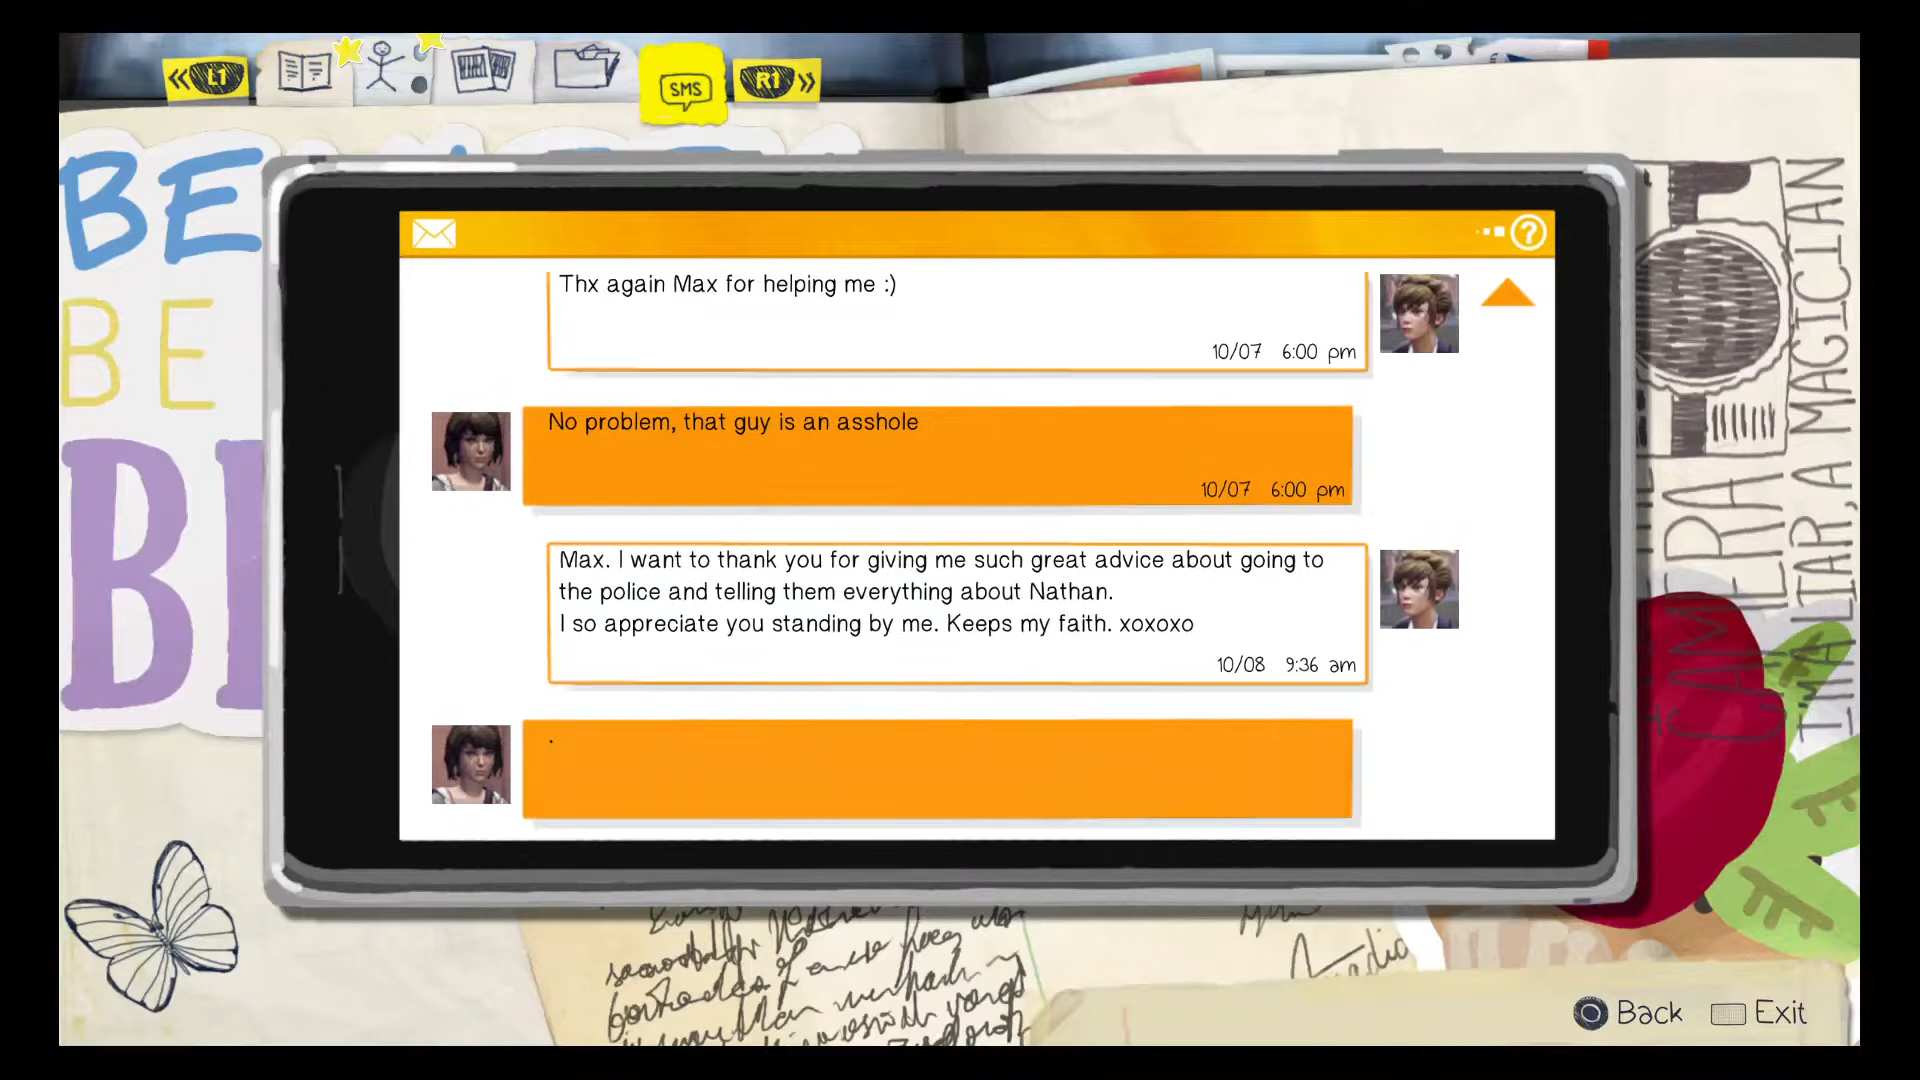 L1
SMS
R1
BE
BE
Thx again Max for helping me :)
10/07 6:00 pm
No problem, that guy is an asshole
10/07 6:00 pm
Max. I want to thank you for giving me such great advice about going to
the police and telling them everything about Nathan.
I so appreciate you standing by me. Keeps my faith. xoxoxo
10/08 9:36 am
.
CAMERA
I'M A LIAR, A MAGICIAN
Back
Exit